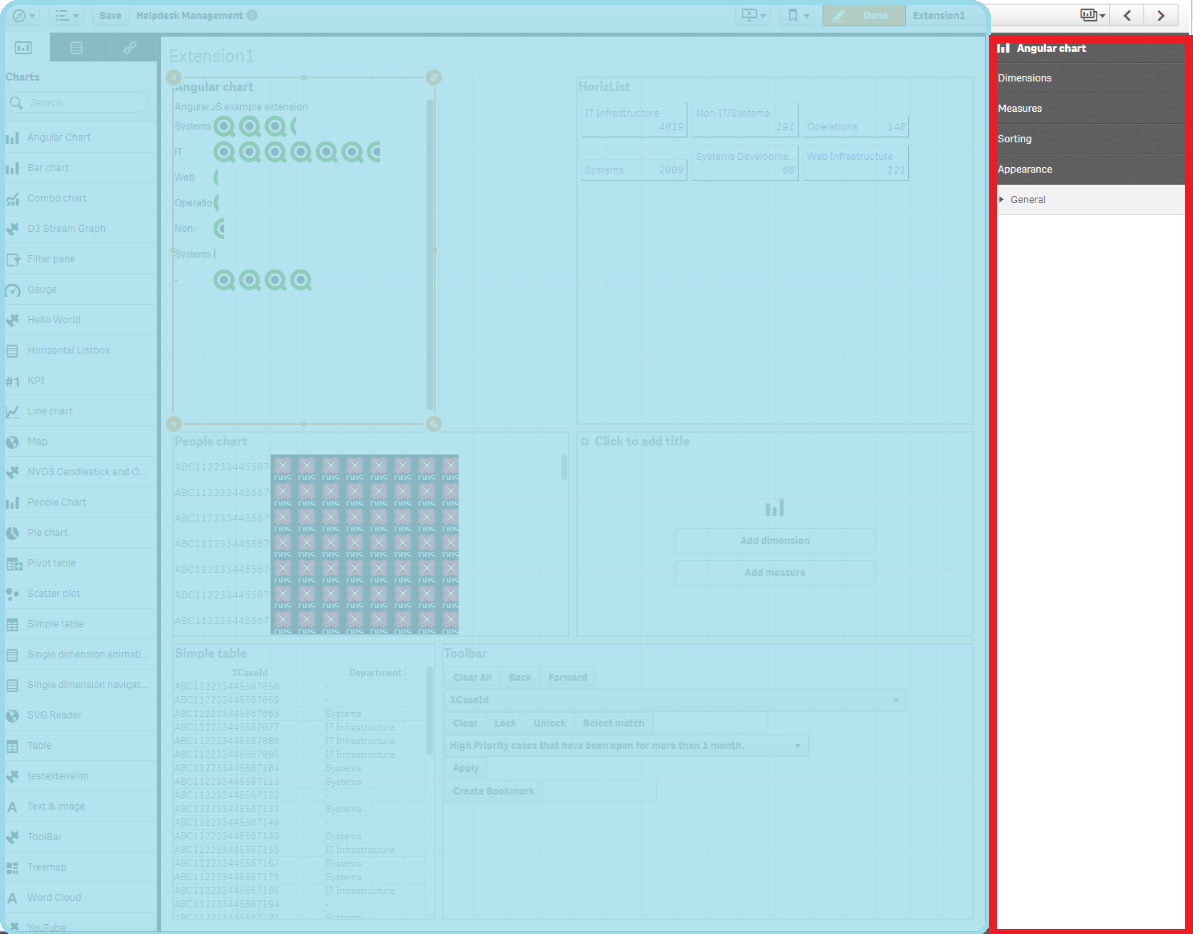 Save Helpdesk Management Done Extension1
Charts
Search
Angular Chart
Bar chart
Combo chart
D3 Stream Graph
Filter pane
Gauge
Hello World
Horizontal Listbox
#1 KPI
Line chart
Map
NVD3 Candlestick and O...
People Chart
Pie chart
Pivot table
Scatter plot
Simple table
Single dimension animati...
Single dimension navigat...
SVG Reader
Table
testextension
Text & image
ToolBar
Treemap
Word Cloud
YouTube
Extension1
Angular chart
AngularJS example extension
Systems
IT
Web
Operatio
Non-
Systems
-
HorizList
IT Infrastructure 4019
Non-IT/Systems 291
Operations 148
Systems 2009
Systems Developme... 66
Web Infrastructure 121
People chart
Click to add title
Add dimension
Add measure
Simple table
%CaseId Department
ABC112233445567050 -
ABC112233445567059 -
ABC112233445567068 Systems
ABC112233445567077 IT Infrastructure
ABC112233445567086 IT Infrastructure
ABC112233445567095 IT Infrastructure
ABC112233445567104 Systems
ABC112233445567113 Systems
ABC112233445567122 -
ABC112233445567131 Systems
ABC112233445567140 -
ABC112233445567149 Systems
ABC112233445567158 IT Infrastructure
ABC112233445567167 Systems
ABC112233445567176 Systems
ABC112233445567185 IT Infrastructure
ABC112233445567194 -
ABC112233445567203 Systems
Toolbar
Clear All Back Forward
%CaseId
Clear Lock Unlock Select match
High Priority cases that have been open for more than 1 month.
Apply
Create Bookmark
Angular chart
Dimensions
Measures
Sorting
Appearance
General